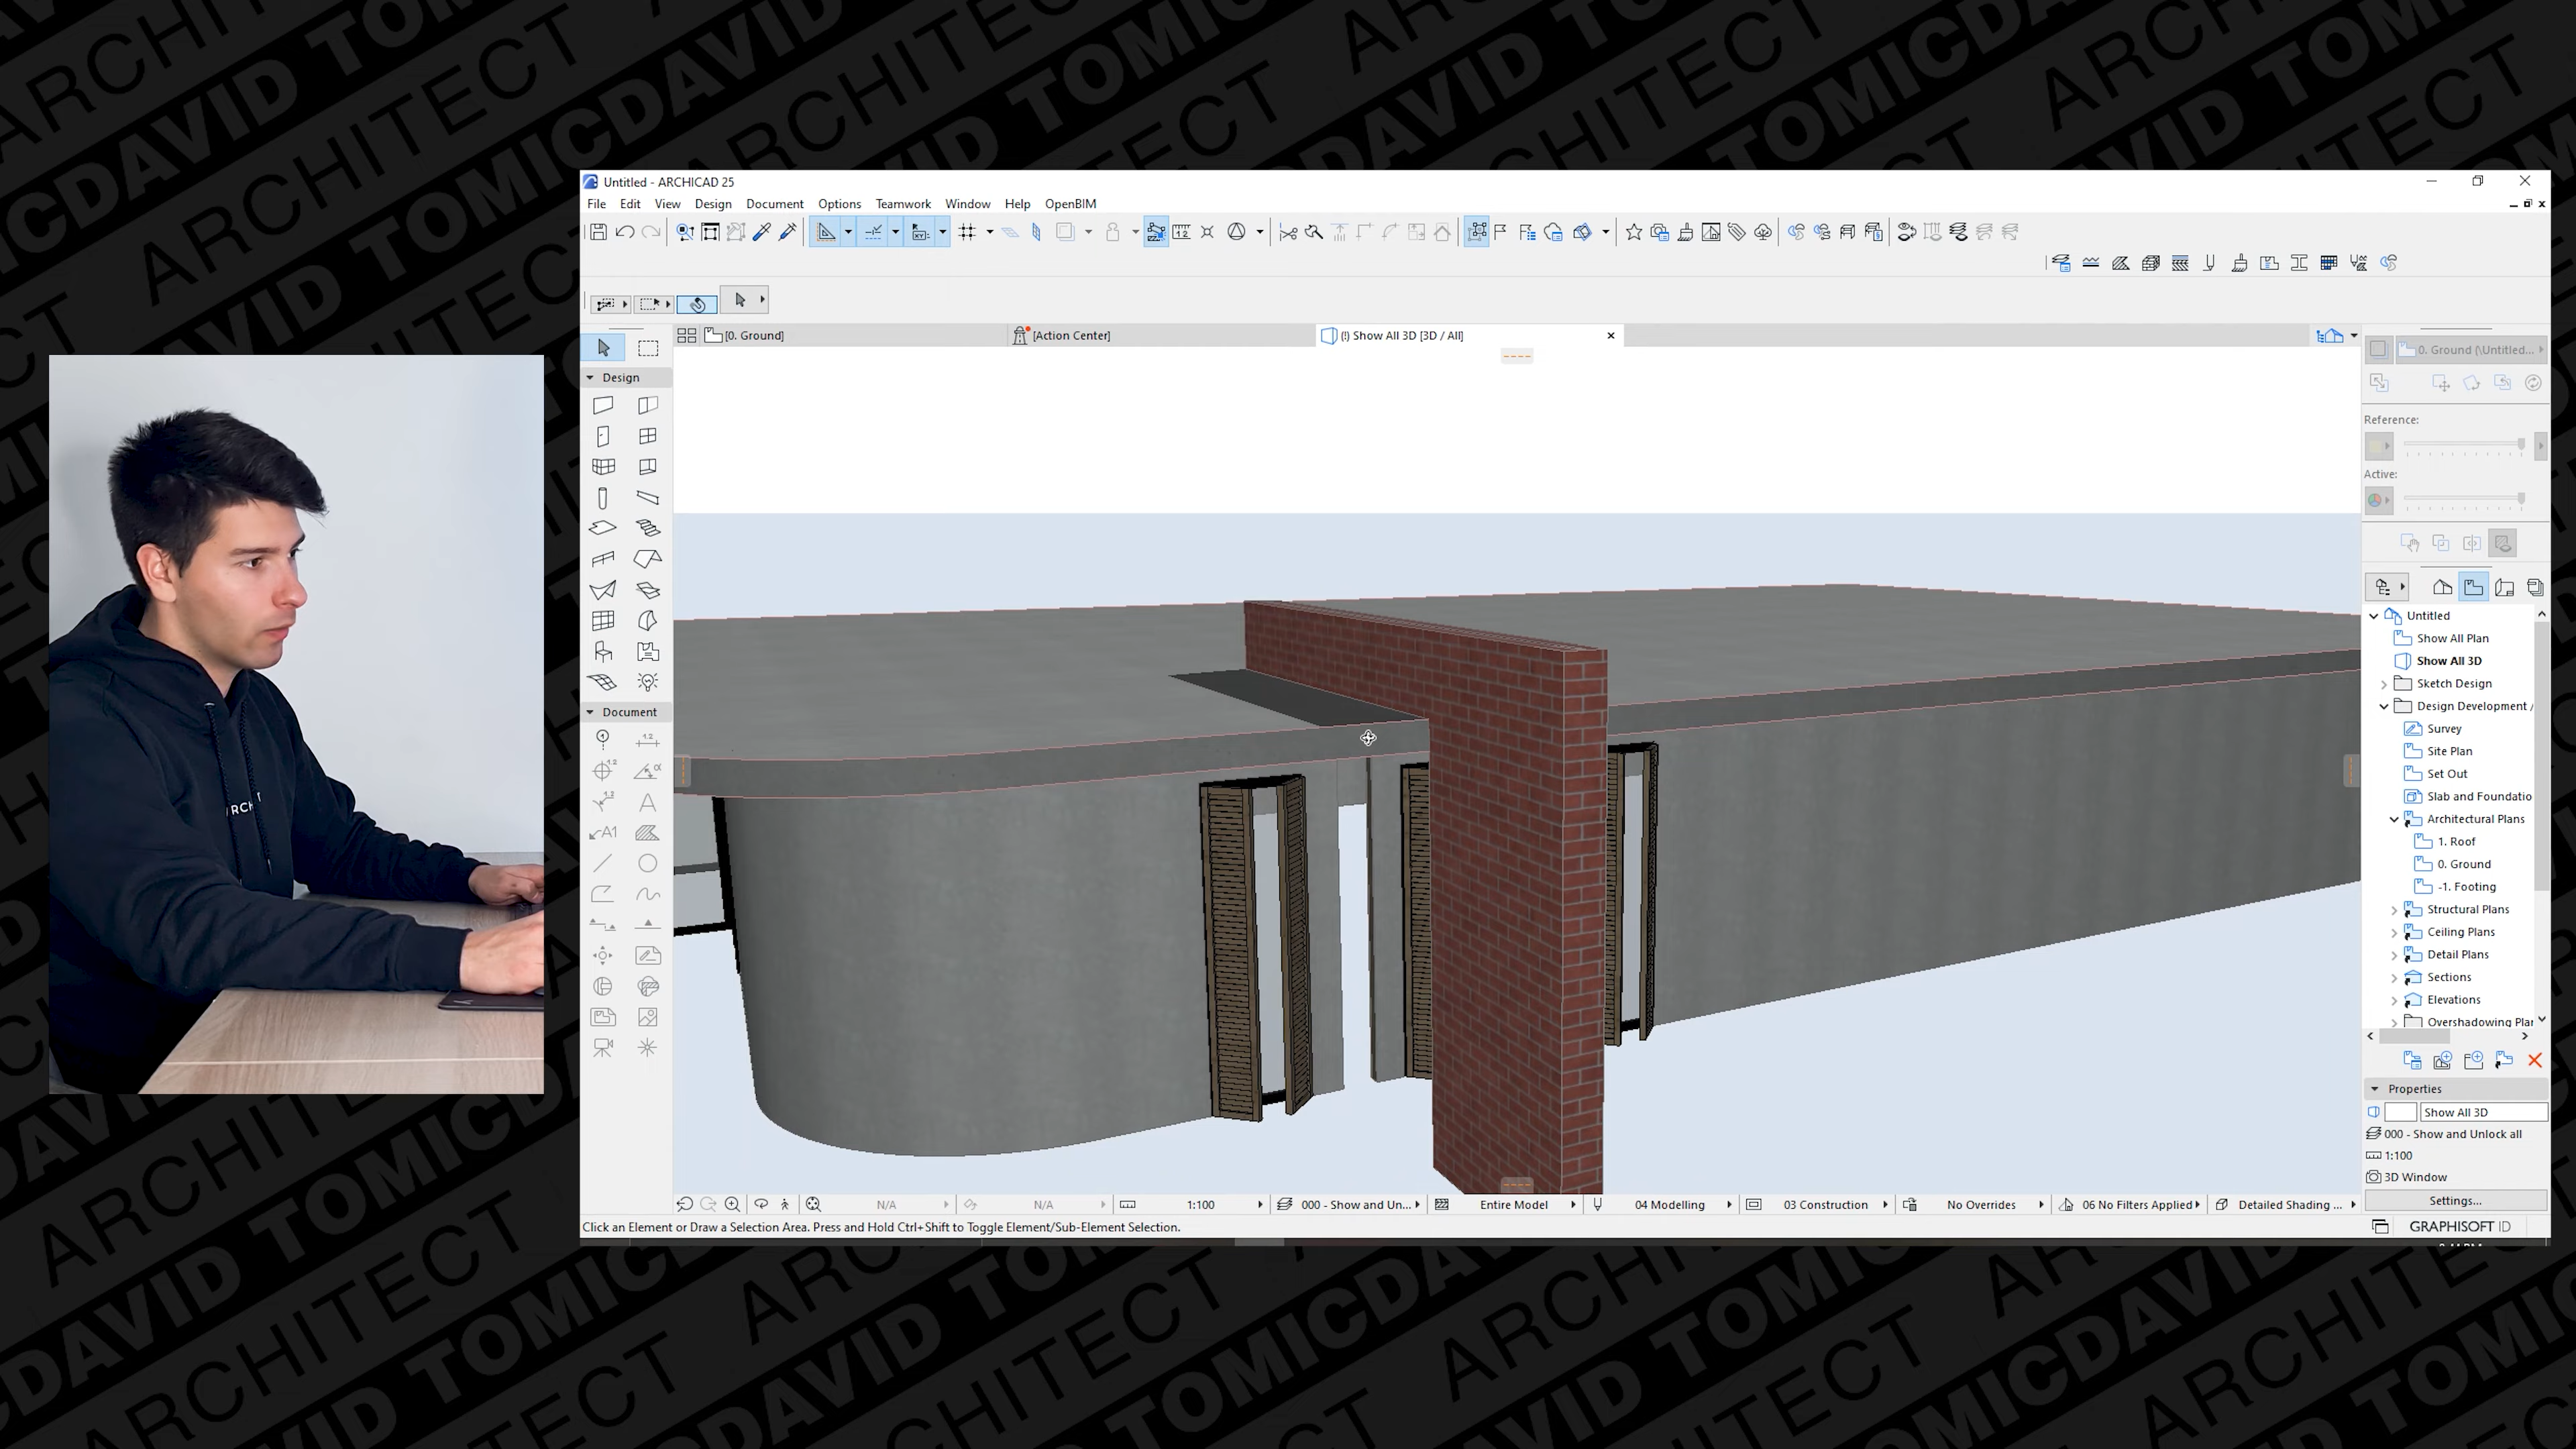 ARCHITECT
DAVID TOMIC
Untitled - ARCHICAD 25
File Edit View Design Document Options Teamwork Window Help OpenBIM
[0. Ground]
[Action Center]
(!) Show All 3D [3D / All]
Design
Document
0. Ground (\Untitled...
Reference:
Active:
Untitled
Show All Plan
Show All 3D
Sketch Design
Design Development /
Survey
Site Plan
Set Out
Slab and Foundatio
Architectural Plans
1. Roof
0. Ground
-1. Footing
Structural Plans
Ceiling Plans
Detail Plans
Sections
Elevations
Overshadowing Plan
Properties
Show All 3D
000 - Show and Unlock all
1:100
3D Window
Settings...
N/A N/A 1:100 000 - Show and Un... Entire Model 04 Modelling 03 Construction No Overrides 06 No Filters Applied Detailed Shading ...
Click an Element or Draw a Selection Area. Press and Hold Ctrl+Shift to Toggle Element/Sub-Element Selection.
GRAPHISOFT ID